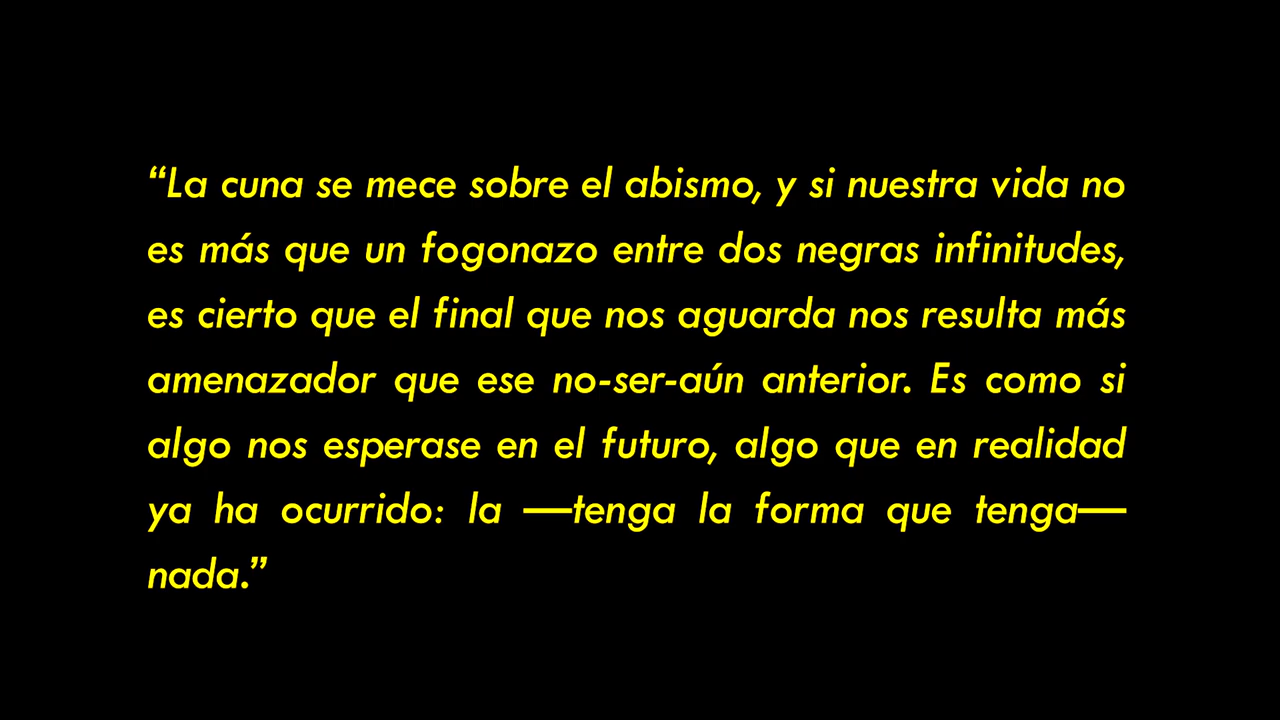 “La cuna se mece sobre el abismo, y si nuestra vida no
es más que un fogonazo entre dos negras infinitudes,
es cierto que el final que nos aguarda nos resulta más
amenazador que ese no-ser-aún anterior. Es como si
algo nos esperase en el futuro, algo que en realidad
ya ha ocurrido: la —tenga la forma que tenga—
nada.”